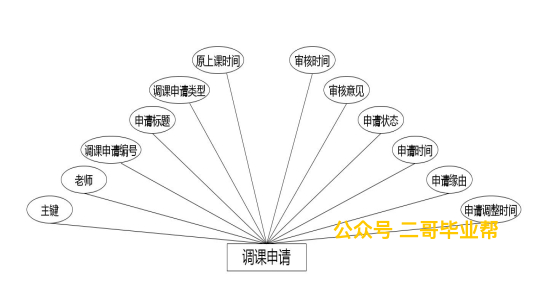 原上课时间
审核时间
调课申请类型
审核意见
申请标题
申请状态
调课申请编号
申请时间
老师
申请缘由
主键
申请调整时间
公众号 二哥毕业帮
调课申请